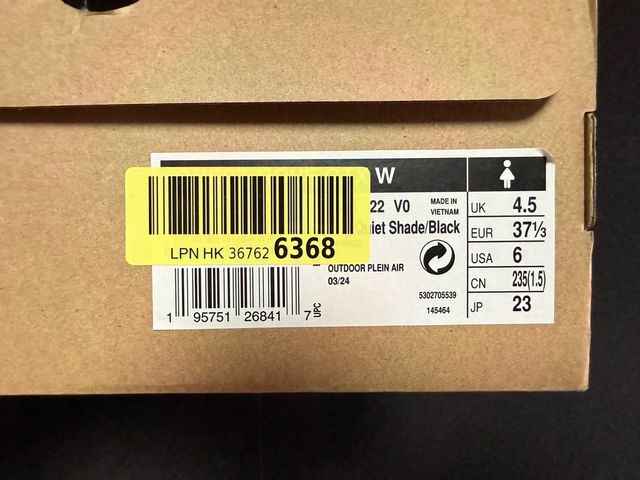 W
22 V0
MADE IN
VIETNAM
Shade/Black
LPN HK 36762 6368
OUTDOOR PLEIN AIR
03/24
5302705539
145464
1 95751 26841 7
UPC
UK 4.5
EUR 37⅓
USA 6
CN 235(1.5)
JP 23